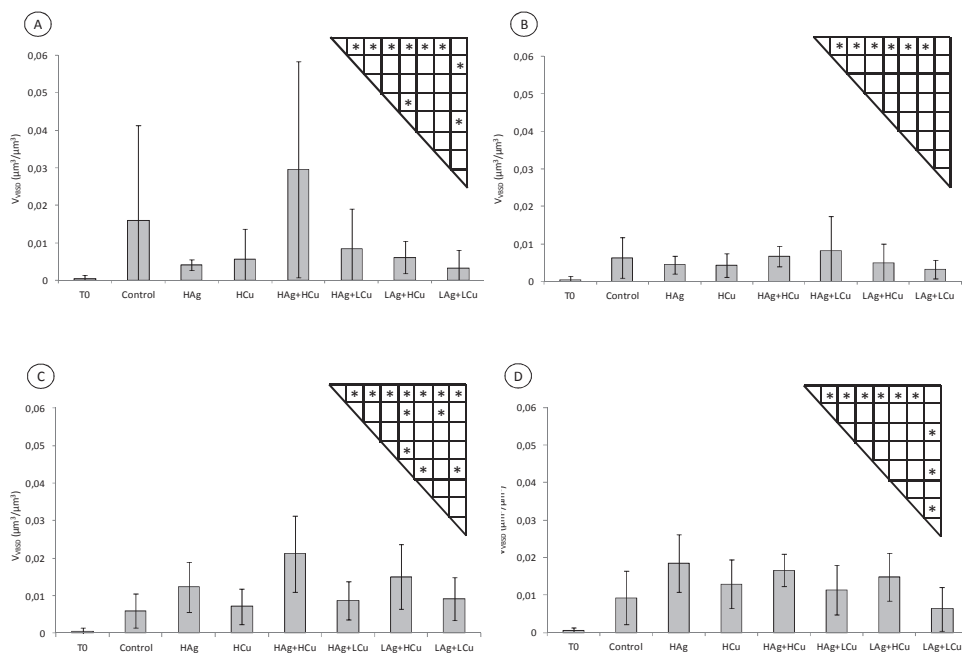 A
* * * * * *
*
*
*
V_VBSD (µm³/µm³)
0,06
0,05
0,04
0,03
0,02
0,01
0
T0 Control HAg HCu HAg+HCu HAg+LCu LAg+HCu LAg+LCu
B
* * * * * *
V_VBSD (µm³/µm³)
0,06
0,05
0,04
0,03
0,02
0,01
0
T0 Control HAg HCu HAg+HCu HAg+LCu LAg+HCu LAg+LCu
C
* * * * * * *
* *
*
* *
V_VBSD (µm³/µm³)
0,06
0,05
0,04
0,03
0,02
0,01
0
T0 Control HAg HCu HAg+HCu HAg+LCu LAg+HCu LAg+LCu
D
* * * * * *
*
*
*
0,06
0,05
0,04
0,03
0,02
0,01
0
T0 Control HAg HCu HAg+HCu HAg+LCu LAg+HCu LAg+LCu